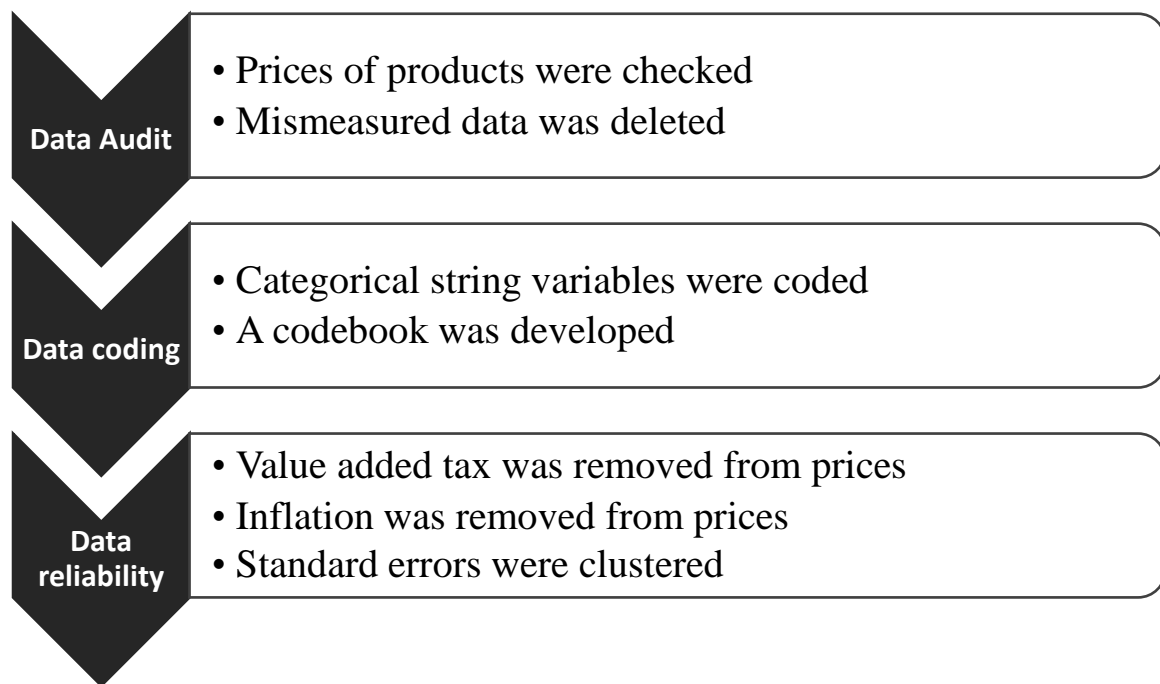 Data Audit
• Prices of products were checked
• Mismeasured data was deleted
Data coding
• Categorical string variables were coded
• A codebook was developed
Data
reliability
• Value added tax was removed from prices
• Inflation was removed from prices
• Standard errors were clustered